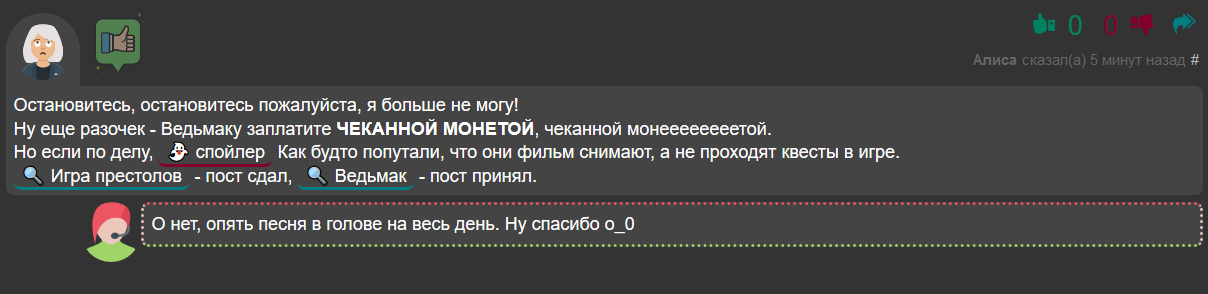 0 0
Алиса сказал(а) 5 минут назад #
Остановитесь, остановитесь пожалуйста, я больше не могу!
Ну еще разочек - Ведьмаку заплатите ЧЕКАННОЙ МОНЕТОЙ, чеканной монеееееееетой.
Но если по делу, спойлер Как будто попутали, что они фильм снимают, а не проходят квесты в игре.
Игра престолов - пост сдал, Ведьмак - пост принял.
О нет, опять песня в голове на весь день. Ну спасибо o_0